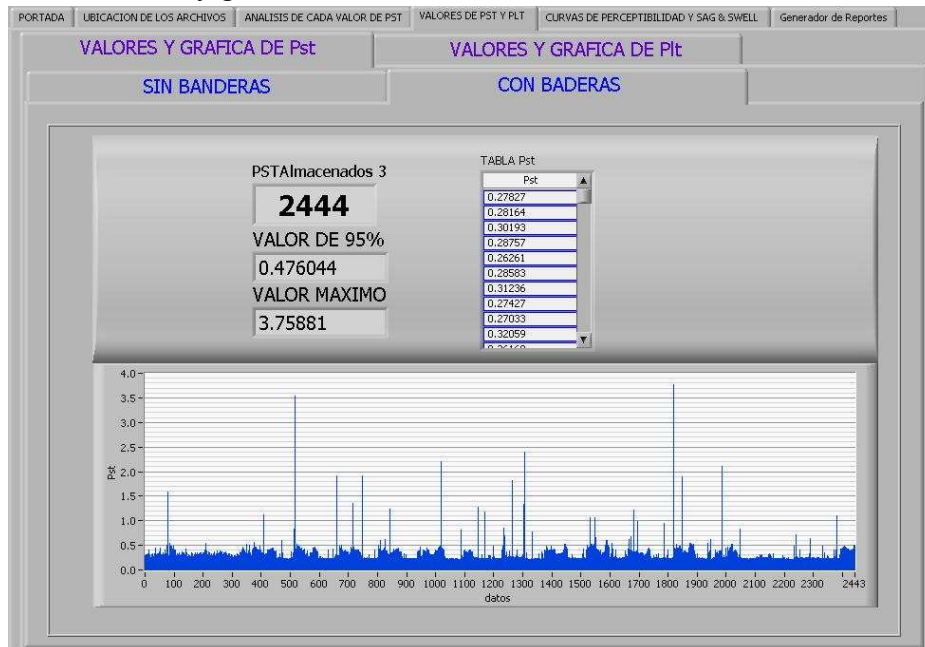 PORTADA UBICACION DE LOS ARCHIVOS ANALISIS DE CADA VALOR DE PST VALORES DE PST Y PLT CURVAS DE PERCEPTIBILIDAD Y SAG & SWELL Generador de Reportes
VALORES Y GRAFICA DE Pst VALORES Y GRAFICA DE Plt
SIN BANDERAS CON BADERAS
PSTAlmacenados 3
2444
VALOR DE 95%
0.476044
VALOR MAXIMO
3.75881
TABLA Pst
Pst
0.27827
0.28164
0.30193
0.28757
0.26261
0.28583
0.31236
0.27427
0.27033
0.32059
4.0
3.5
3.0
2.5
2.0
1.5
1.0
0.5
0.0
Pst
0 100 200 300 400 500 600 700 800 900 1000 1100 1200 1300 1400 1500 1600 1700 1800 1900 2000 2100 2200 2300 2443
datos